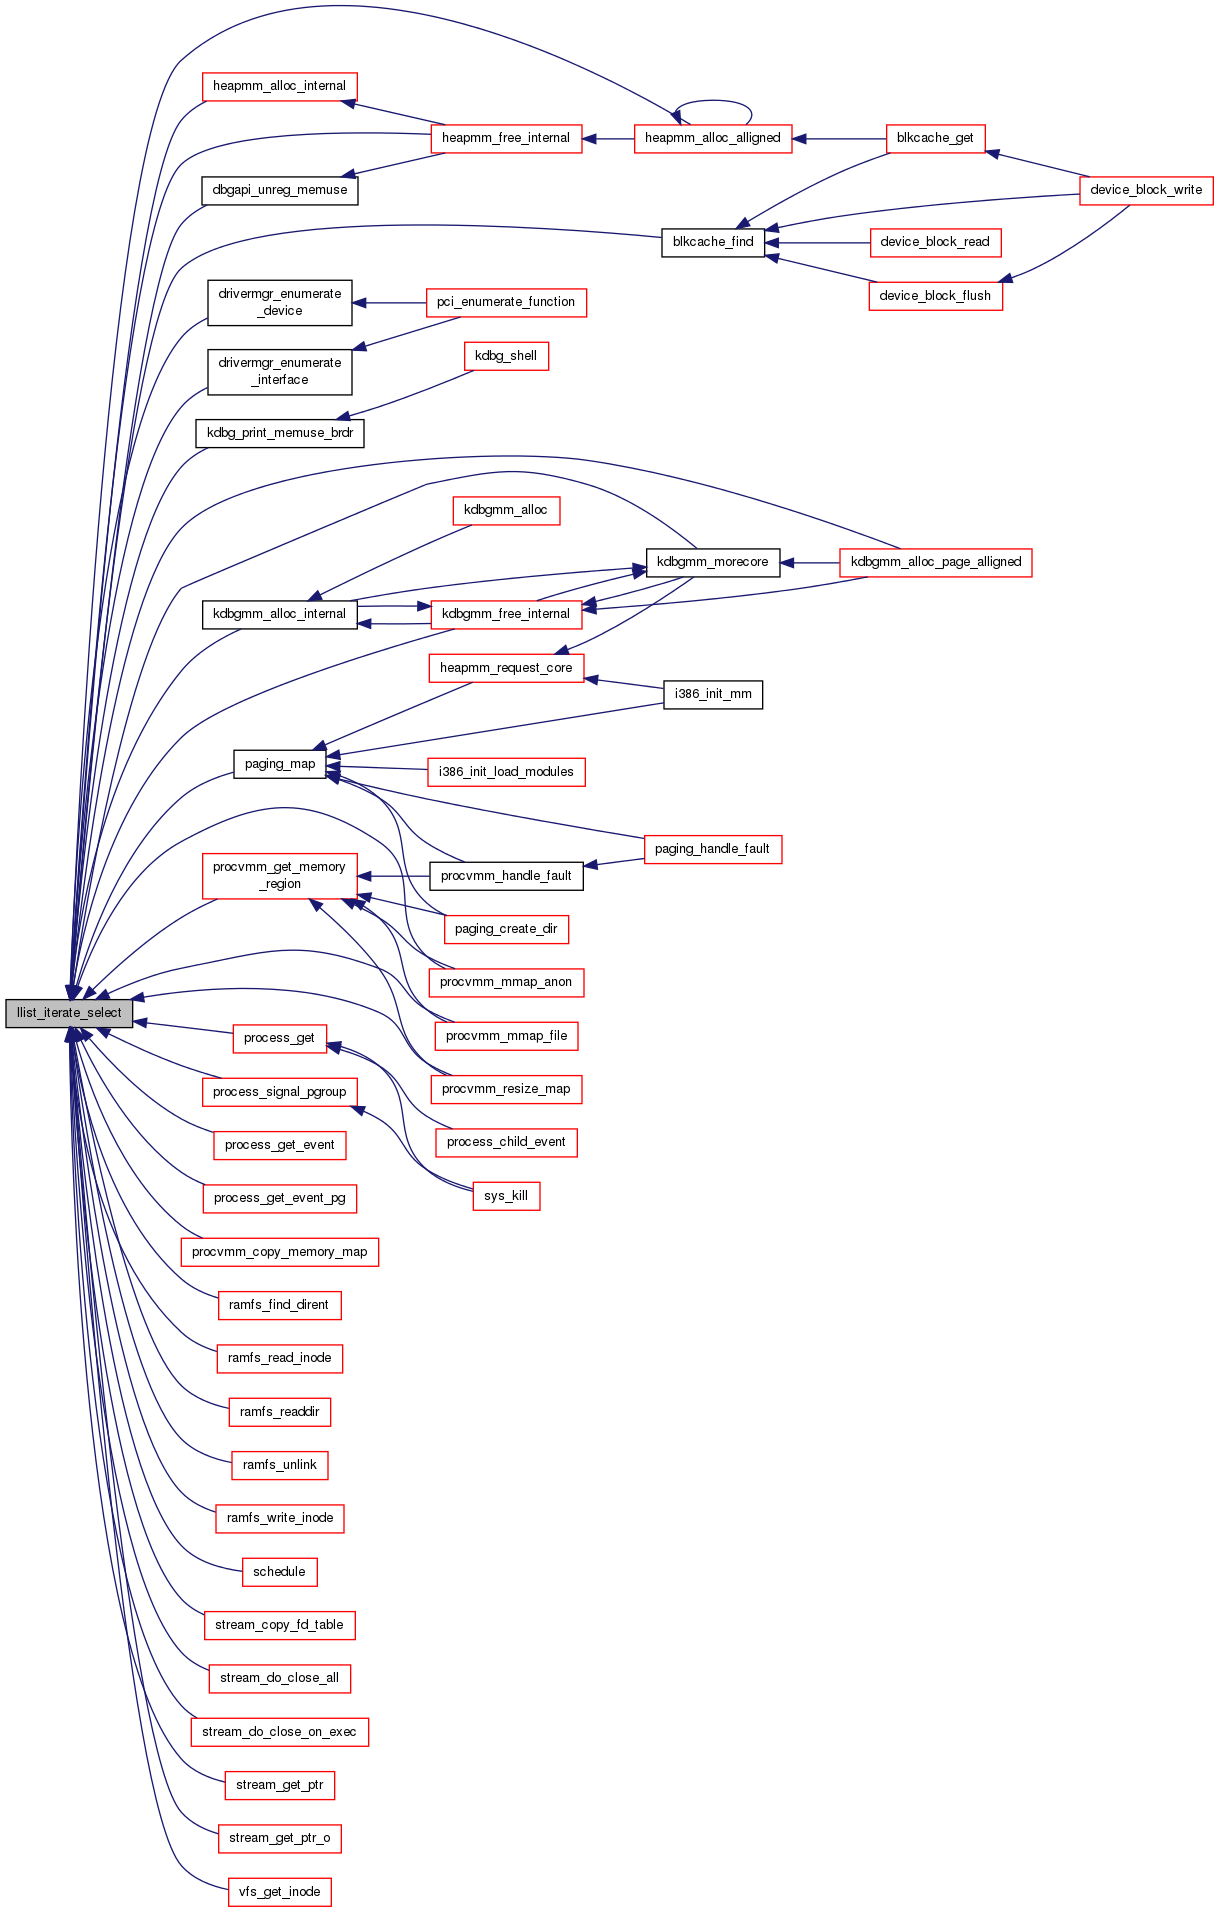 heapmm_alloc_internal
heapmm_free_internal
heapmm_alloc_alligned
blkcache_get
dbgapi_unreg_memuse
device_block_write
blkcache_find
device_block_read
device_block_flush
drivermgr_enumerate
_device
pci_enumerate_function
drivermgr_enumerate
_interface
kdbg_shell
kdbg_print_memuse_brdr
kdbgmm_alloc
kdbgmm_morecore
kdbgmm_alloc_page_alligned
kdbgmm_alloc_internal
kdbgmm_free_internal
heapmm_request_core
i386_init_mm
paging_map
i386_init_load_modules
paging_handle_fault
procvmm_get_memory
_region
procvmm_handle_fault
paging_create_dir
procvmm_mmap_anon
llist_iterate_select
process_get
procvmm_mmap_file
process_signal_pgroup
procvmm_resize_map
process_get_event
process_child_event
process_get_event_pg
sys_kill
procvmm_copy_memory_map
ramfs_find_dirent
ramfs_read_inode
ramfs_readdir
ramfs_unlink
ramfs_write_inode
schedule
stream_copy_fd_table
stream_do_close_all
stream_do_close_on_exec
stream_get_ptr
stream_get_ptr_o
vfs_get_inode